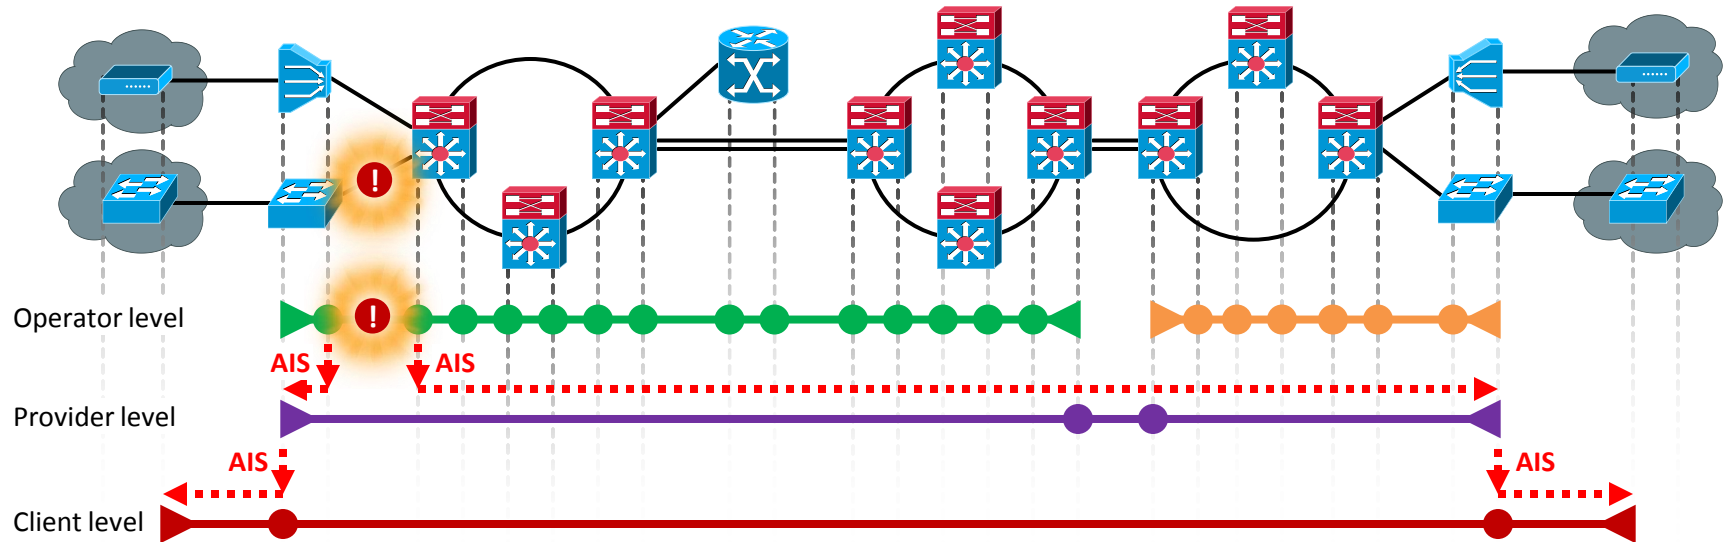 !
Operator level
!
AIS
AIS
Provider level
AIS
AIS
Client level